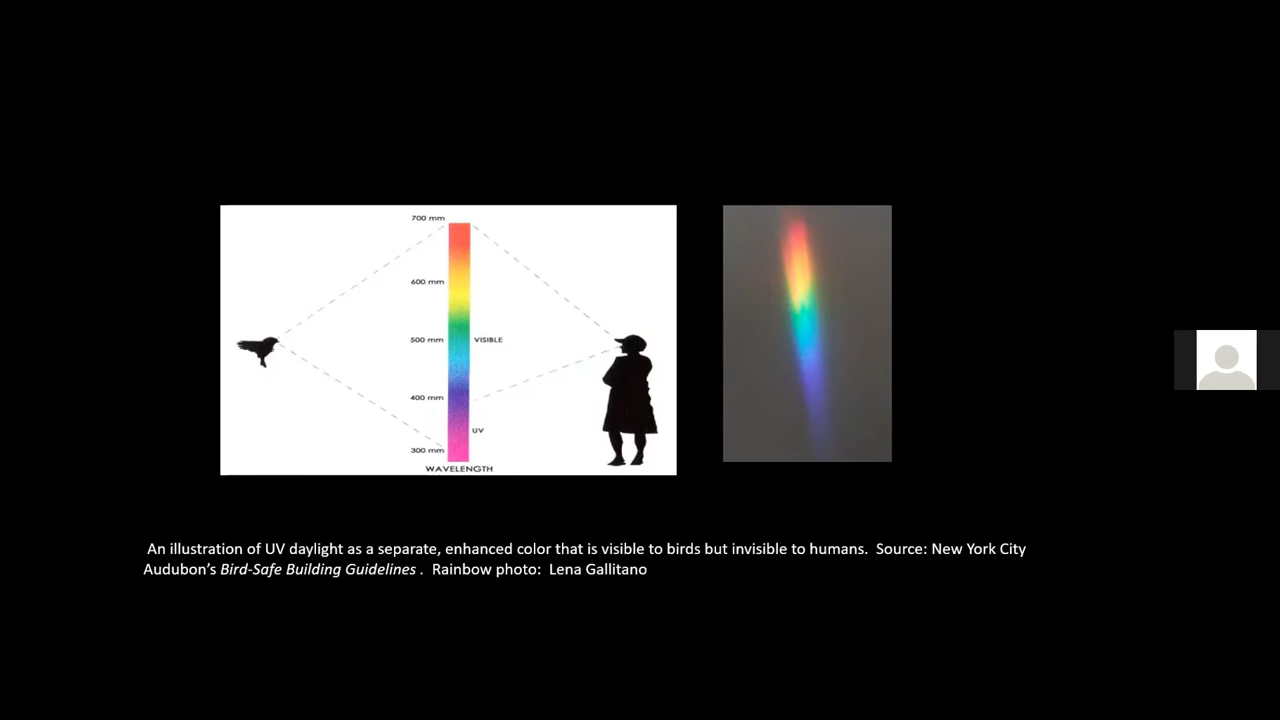 700 mm
600 mm
500 mm
VISIBLE
400 mm
UV
300 mm
WAVELENGTH
An illustration of UV daylight as a separate, enhanced color that is visible to birds but invisible to humans. Source: New York City
Audubon’s Bird-Safe Building Guidelines . Rainbow photo: Lena Gallitano